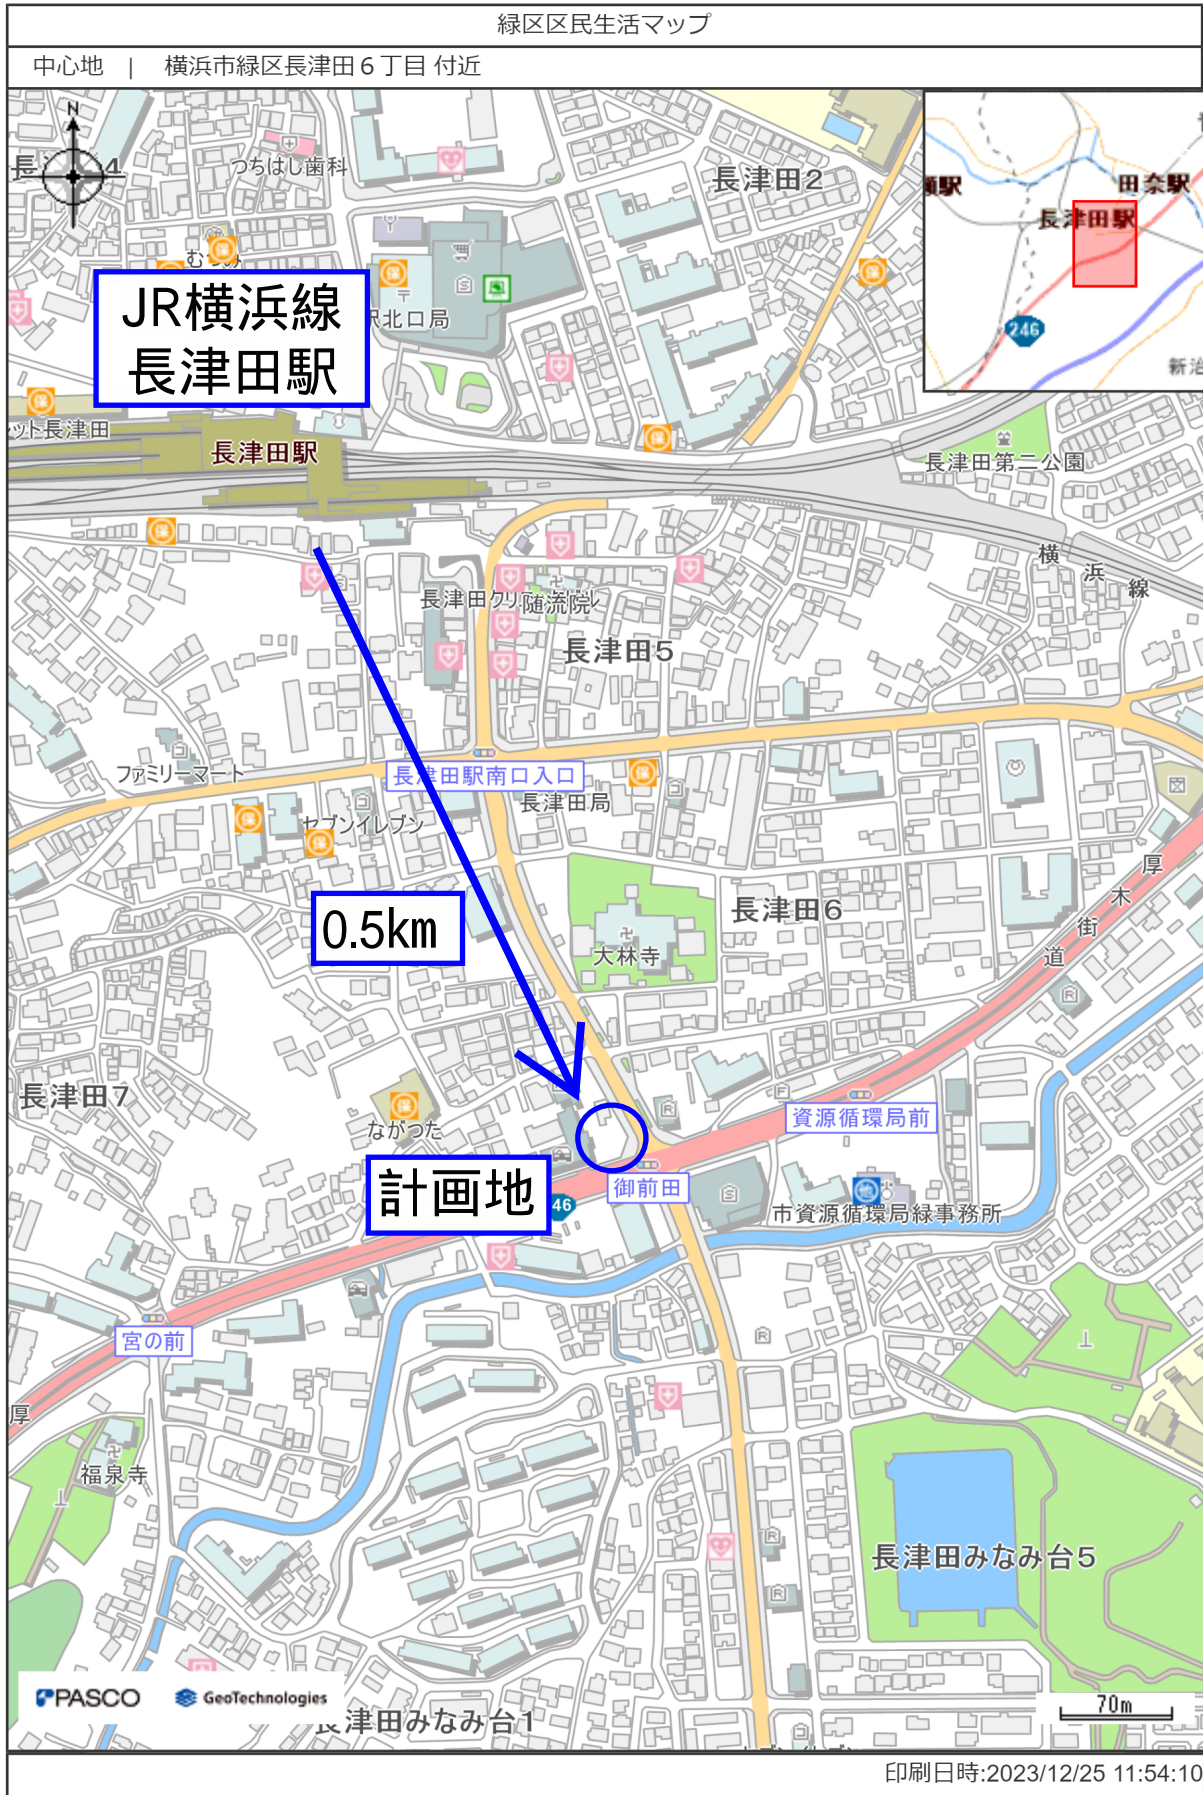 緑区区民生活マップ
中心地 | 横浜市緑区長津田6丁目 付近
N
つちはし歯科
長津田2
田奈駅
長津田駅
246
新治
JR横浜線
長津田駅
駅北口局
ット長津田
長津田駅
長津田第二公園
横
浜
線
随流院
長津田5
ファミリーマート
長津田駅南口入口
長津田局
セブンイレブン
0.5km
長津田6
大林寺
厚
木
街
道
長津田7
ながつた
資源循環局前
計画地
46
御前田
市資源循環局緑事務所
宮の前
厚
福泉寺
長津田みなみ台5
PASCO
GeoTechnologies
長津田みなみ台1
70m
印刷日時:2023/12/25 11:54:10